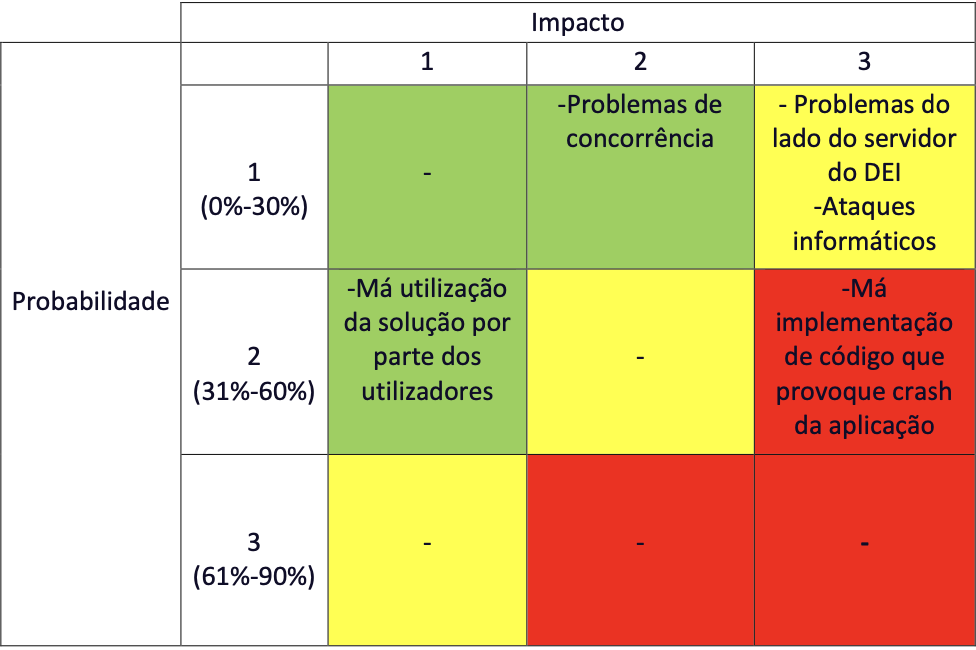 Impacto
1
2
3
Probabilidade
1
(0%-30%)
-
-Problemas de
concorrência
- Problemas do
lado do servidor
do DEI
-Ataques
informáticos
2
(31%-60%)
-Má utilização
da solução por
parte dos
utilizadores
-
-Má
implementação
de código que
provoque crash
da aplicação
3
(61%-90%)
-
-
-